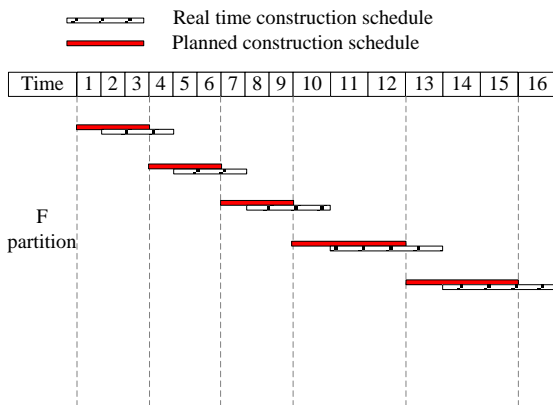 Real time construction schedule
Planned construction schedule
Time 1 2 3 4 5 6 7 8 9 10 11 12 13 14 15 16
F
partition